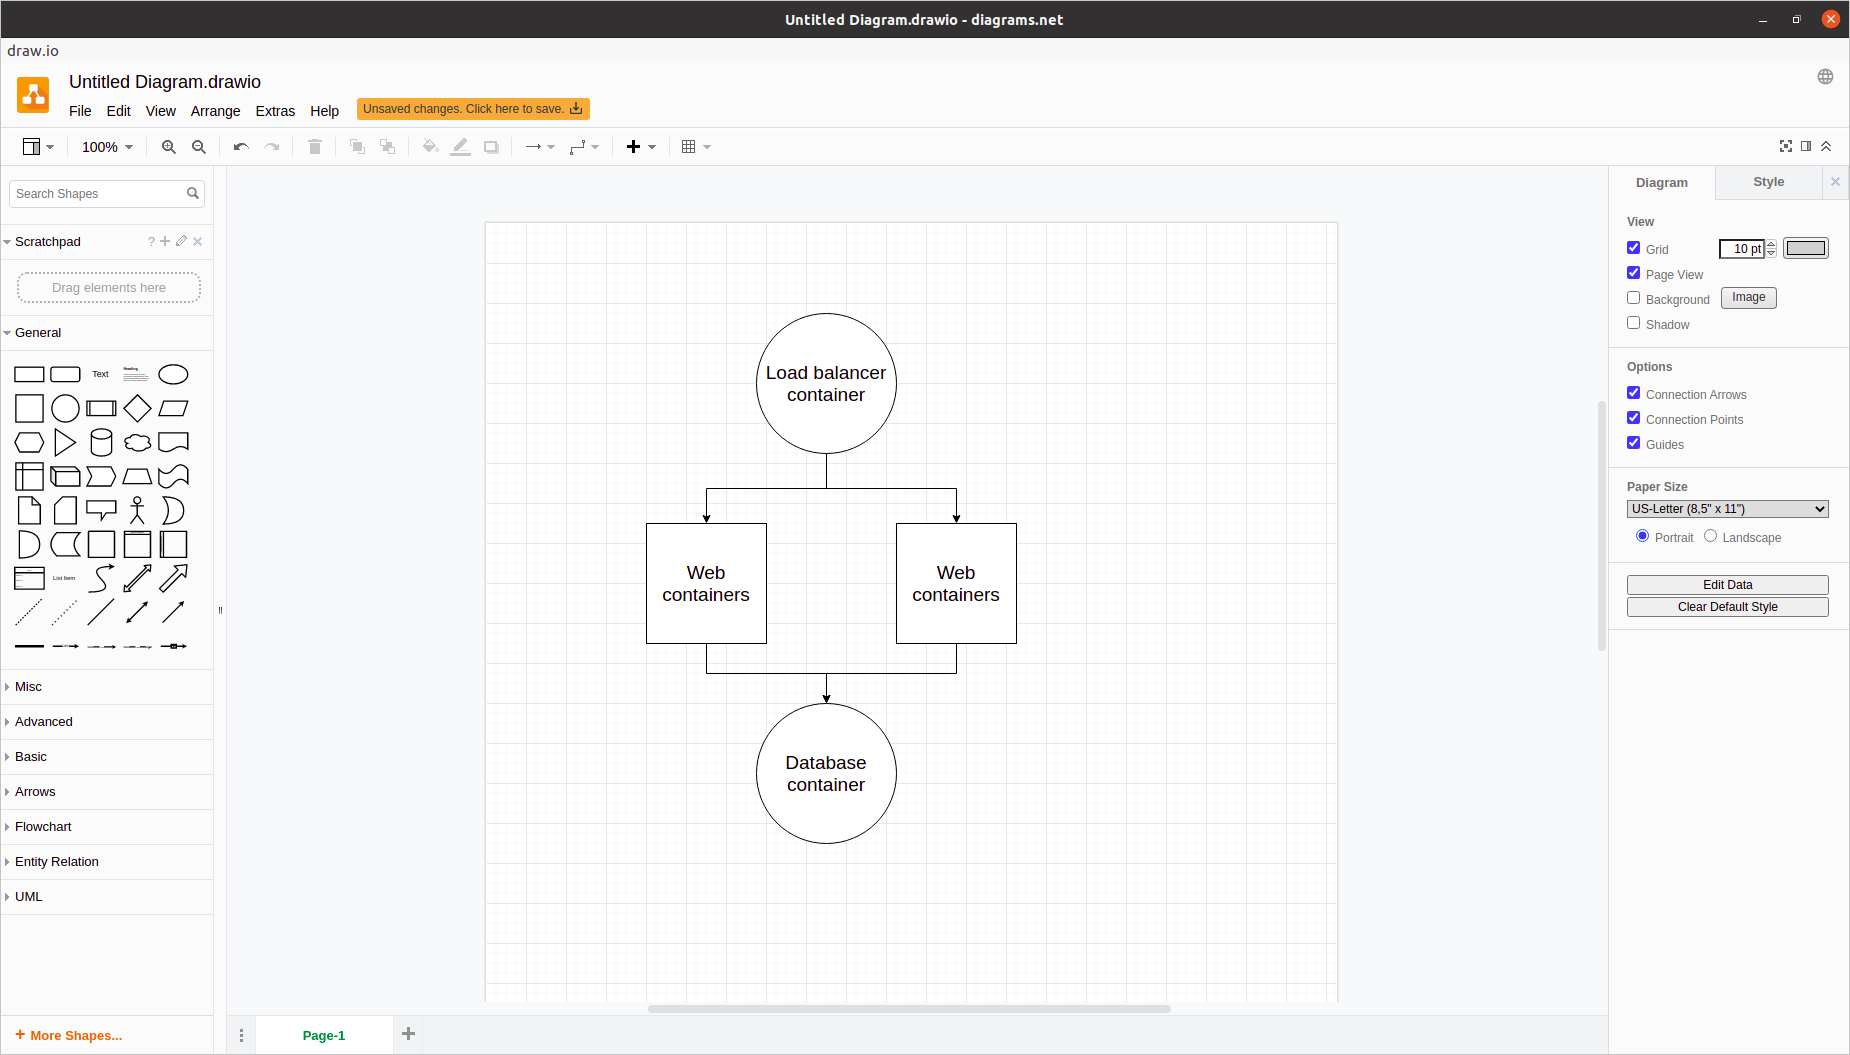 Untitled Diagram.drawio - diagrams.net
draw.io
Untitled Diagram.drawio
File Edit View Arrange Extras Help
Unsaved changes. Click here to save.
100%
Search Shapes
Scratchpad
?
Drag elements here
General
Text
Heading
List Item
Misc
Advanced
Basic
Arrows
Flowchart
Entity Relation
UML
+ More Shapes...
Load balancer
container
Web
containers
Web
containers
Database
container
Page-1
Diagram
Style
View
Grid
10 pt
Page View
Background
Image
Shadow
Options
Connection Arrows
Connection Points
Guides
Paper Size
US-Letter (8,5" x 11")
Portrait
Landscape
Edit Data
Clear Default Style